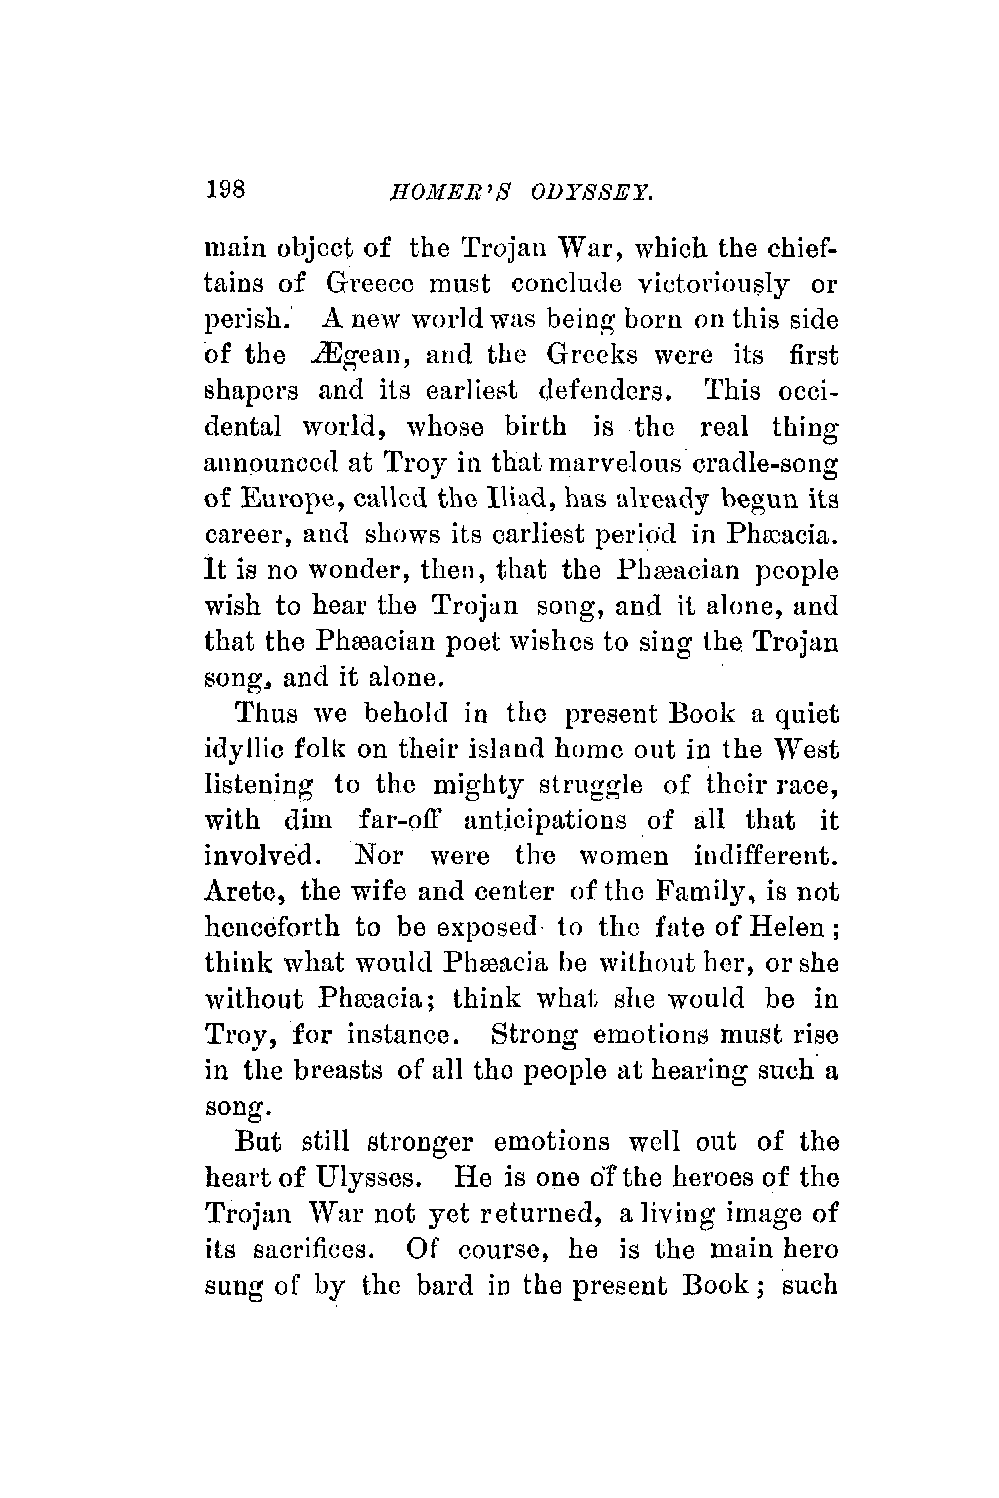 198 HOMER'S ODYSSEY.
main object of the Trojan War, which the chief-
tains of Greece must conclude victoriously or
perish. A new world was being born on this side
of the Ægean, and the Greeks were its first
shapers and its earliest defenders. This occi-
dental world, whose birth is the real thing
announced at Troy in that marvelous cradle-song
of Europe, called the Iliad, has already begun its
career, and shows its earliest period in Phæacia.
It is no wonder, then, that the Phæacian people
wish to hear the Trojan song, and it alone, and
that the Phæacian poet wishes to sing the Trojan
song, and it alone.
Thus we behold in the present Book a quiet
idyllic folk on their island home out in the West
listening to the mighty struggle of their race,
with dim far-off anticipations of all that it
involved. Nor were the women indifferent.
Arete, the wife and center of the Family, is not
henceforth to be exposed to the fate of Helen;
think what would Phæacia be without her, or she
without Phæacia; think what she would be in
Troy, for instance. Strong emotions must rise
in the breasts of all the people at hearing such a
song.
But still stronger emotions well out of the
heart of Ulysses. He is one of the heroes of the
Trojan War not yet returned, a living image of
its sacrifices. Of course, he is the main hero
sung of by the bard in the present Book; such